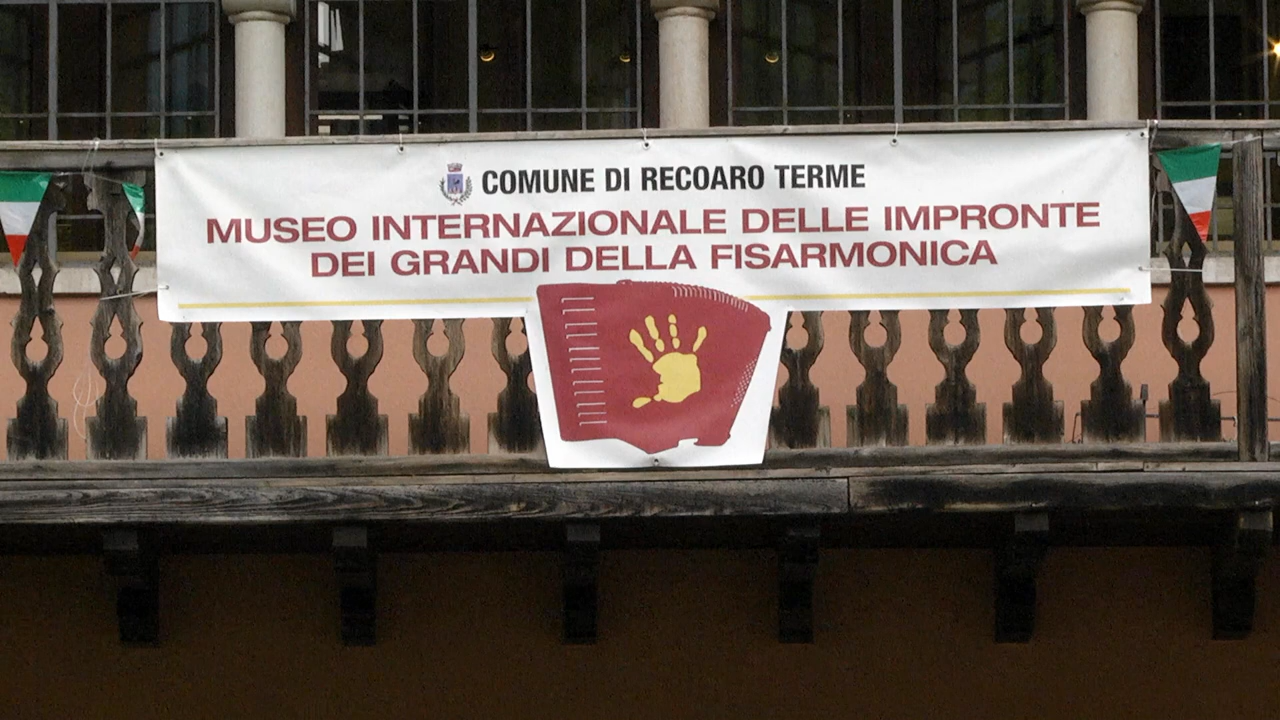 COMUNE DI RECOARO TERME
MUSEO INTERNAZIONALE DELLE IMPRONTE
DEI GRANDI DELLA FISARMONICA